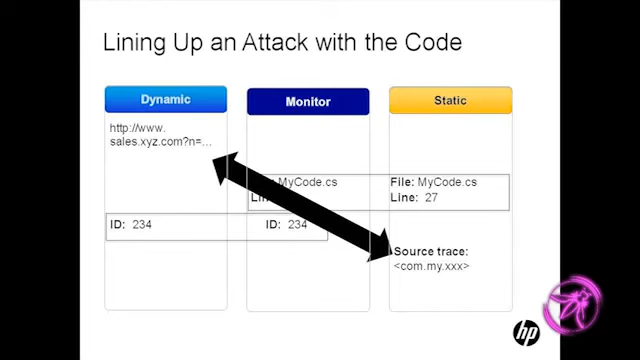 Lining Up an Attack with the Code
Dynamic
http://www.
sales.xyz.com?n=...
ID: 234
Monitor
MyCode.cs
ID: 234
Static
File: MyCode.cs
Line: 27
Source trace:
<com.my.xxx>
hp